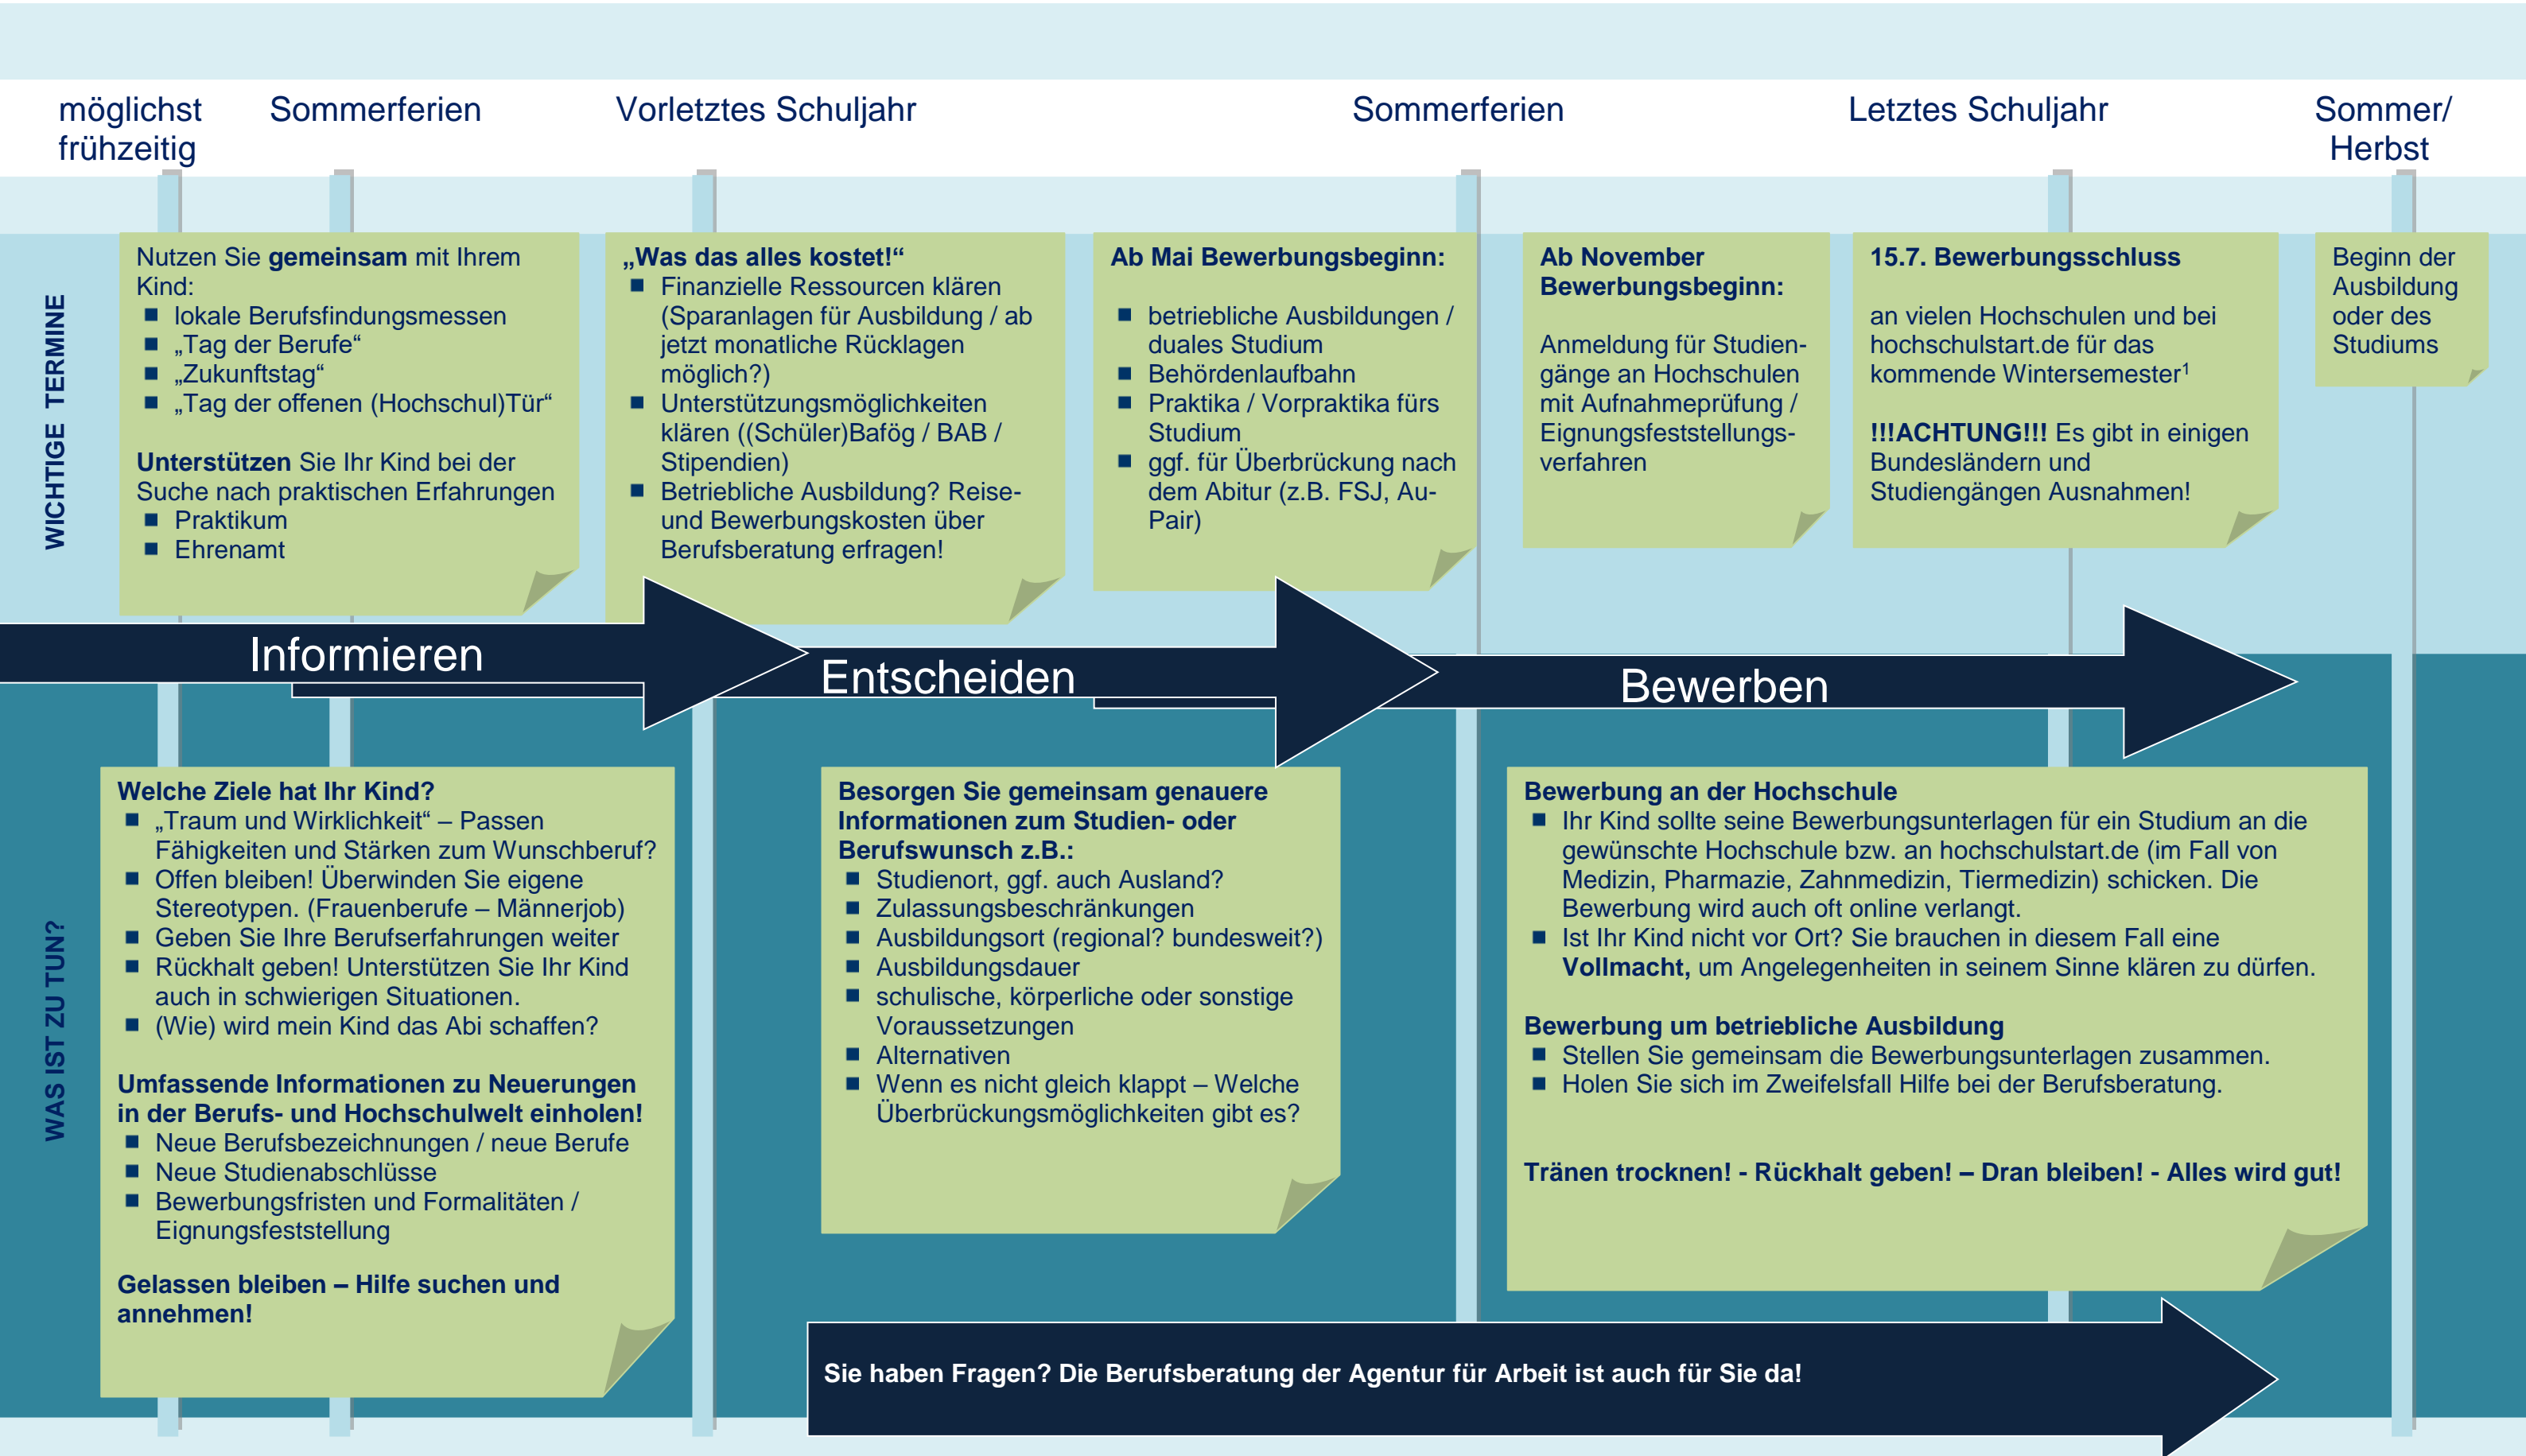 möglichst
frühzeitig
Sommerferien
Vorletztes Schuljahr
Sommerferien
Letztes Schuljahr
Sommer/
Herbst
WICHTIGE TERMINE
Nutzen Sie gemeinsam mit Ihrem
Kind:
■ lokale Berufsfindungsmessen
■ „Tag der Berufe“
■ „Zukunftstag“
■ „Tag der offenen (Hochschul)Tür“
Unterstützen Sie Ihr Kind bei der
Suche nach praktischen Erfahrungen
■ Praktikum
■ Ehrenamt
„Was das alles kostet!“
■ Finanzielle Ressourcen klären
(Sparanlagen für Ausbildung / ab
jetzt monatliche Rücklagen
möglich?)
■ Unterstützungsmöglichkeiten
klären ((Schüler)Bafög / BAB /
Stipendien)
■ Betriebliche Ausbildung? Reise-
und Bewerbungskosten über
Berufsberatung erfragen!
Ab Mai Bewerbungsbeginn:
■ betriebliche Ausbildungen /
duales Studium
■ Behördenlaufbahn
■ Praktika / Vorpraktika fürs
Studium
■ ggf. für Überbrückung nach
dem Abitur (z.B. FSJ, Au-
Pair)
Ab November
Bewerbungsbeginn:
Anmeldung für Studien-
gänge an Hochschulen
mit Aufnahmeprüfung /
Eignungsfeststellungs-
verfahren
15.7. Bewerbungsschluss
an vielen Hochschulen und bei
hochschulstart.de für das
kommende Wintersemester¹
!!!ACHTUNG!!! Es gibt in einigen
Bundesländern und
Studiengängen Ausnahmen!
Beginn der
Ausbildung
oder des
Studiums
Informieren
Entscheiden
Bewerben
WAS IST ZU TUN?
Welche Ziele hat Ihr Kind?
■ „Traum und Wirklichkeit“ – Passen
Fähigkeiten und Stärken zum Wunschberuf?
■ Offen bleiben! Überwinden Sie eigene
Stereotypen. (Frauenberufe – Männerjob)
■ Geben Sie Ihre Berufserfahrungen weiter
■ Rückhalt geben! Unterstützen Sie Ihr Kind
auch in schwierigen Situationen.
■ (Wie) wird mein Kind das Abi schaffen?
Umfassende Informationen zu Neuerungen
in der Berufs- und Hochschulwelt einholen!
■ Neue Berufsbezeichnungen / neue Berufe
■ Neue Studienabschlüsse
■ Bewerbungsfristen und Formalitäten /
Eignungsfeststellung
Gelassen bleiben – Hilfe suchen und
annehmen!
Besorgen Sie gemeinsam genauere
Informationen zum Studien- oder
Berufswunsch z.B.:
■ Studienort, ggf. auch Ausland?
■ Zulassungsbeschränkungen
■ Ausbildungsort (regional? bundesweit?)
■ Ausbildungsdauer
■ schulische, körperliche oder sonstige
Voraussetzungen
■ Alternativen
■ Wenn es nicht gleich klappt – Welche
Überbrückungsmöglichkeiten gibt es?
Bewerbung an der Hochschule
■ Ihr Kind sollte seine Bewerbungsunterlagen für ein Studium an die
gewünschte Hochschule bzw. an hochschulstart.de (im Fall von
Medizin, Pharmazie, Zahnmedizin, Tiermedizin) schicken. Die
Bewerbung wird auch oft online verlangt.
■ Ist Ihr Kind nicht vor Ort? Sie brauchen in diesem Fall eine
Vollmacht, um Angelegenheiten in seinem Sinne klären zu dürfen.
Bewerbung um betriebliche Ausbildung
■ Stellen Sie gemeinsam die Bewerbungsunterlagen zusammen.
■ Holen Sie sich im Zweifelsfall Hilfe bei der Berufsberatung.
Tränen trocknen! - Rückhalt geben! – Dran bleiben! - Alles wird gut!
Sie haben Fragen? Die Berufsberatung der Agentur für Arbeit ist auch für Sie da!